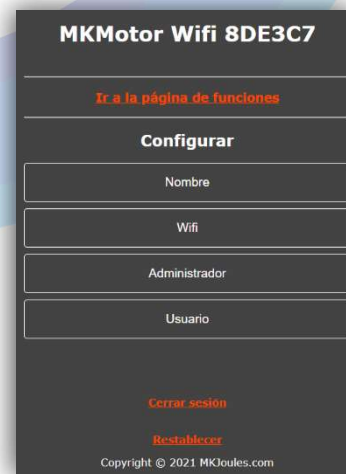 MKMotor Wifi 8DE3C7
Ir a la página de funciones
Configurar
Nombre
Wifi
Administrador
Usuario
Cerrar sesión
Restablecer
Copyright © 2021 MKJoules.com